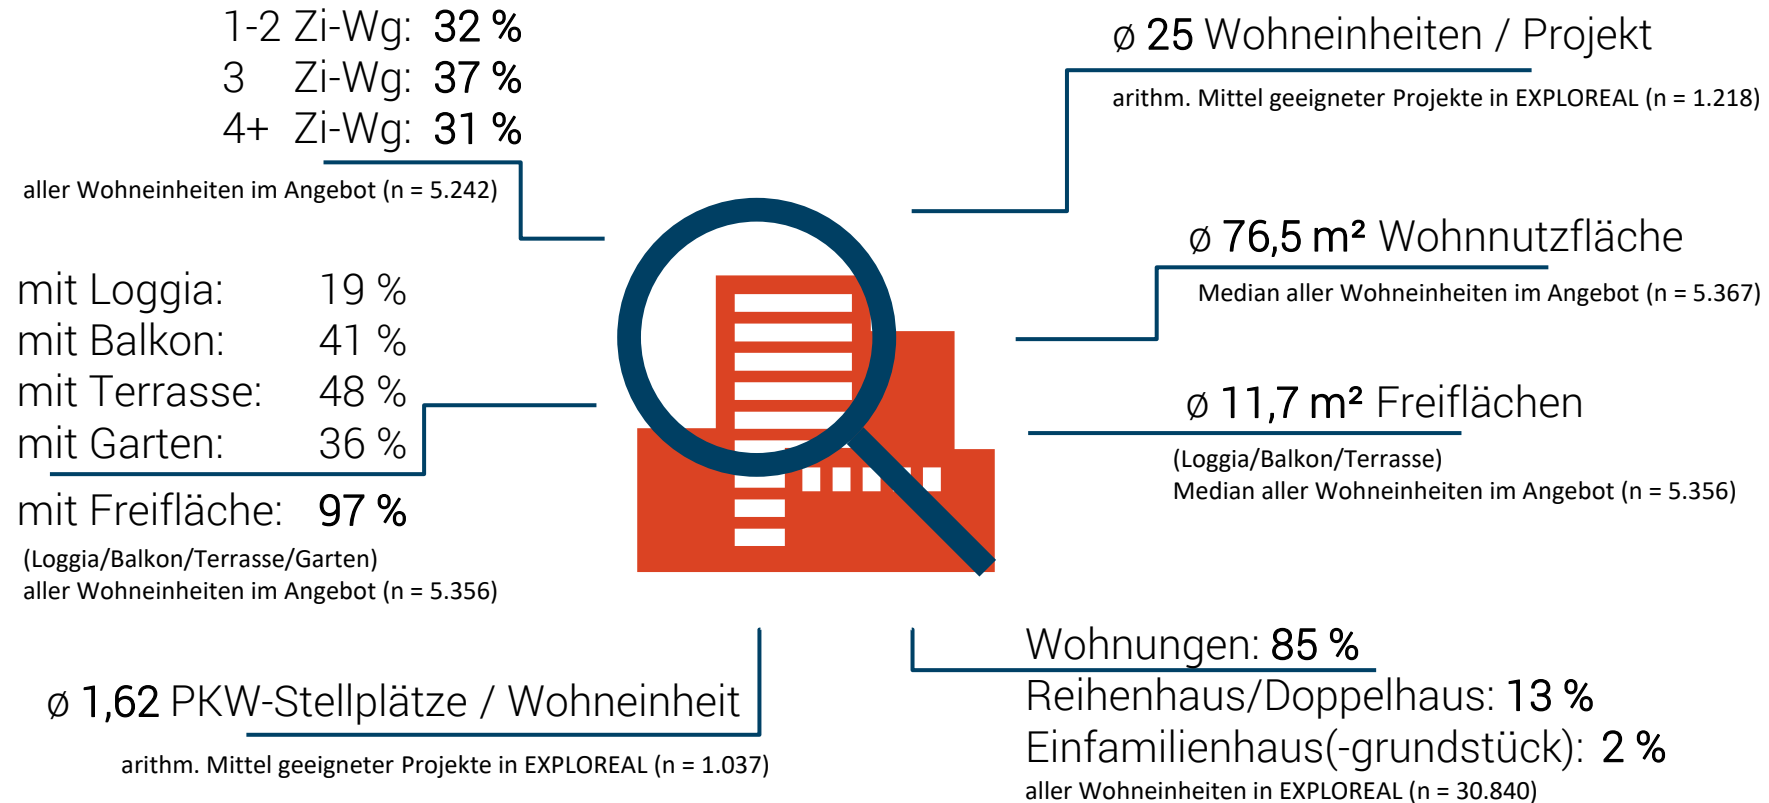 1-2 Zi-Wg: 32 %
3 Zi-Wg: 37 %
4+ Zi-Wg: 31 %
aller Wohneinheiten im Angebot (n = 5.242)
mit Loggia: 19 %
mit Balkon: 41 %
mit Terrasse: 48 %
mit Garten: 36 %
mit Freifläche: 97 %
(Loggia/Balkon/Terrasse/Garten)
aller Wohneinheiten im Angebot (n = 5.356)
ø 1,62 PKW-Stellplätze / Wohneinheit
arithm. Mittel geeigneter Projekte in EXPLOREAL (n = 1.037)
ø 25 Wohneinheiten / Projekt
arithm. Mittel geeigneter Projekte in EXPLOREAL (n = 1.218)
ø 76,5 m² Wohnnutzfläche
Median aller Wohneinheiten im Angebot (n = 5.367)
ø 11,7 m² Freiflächen
(Loggia/Balkon/Terrasse)
Median aller Wohneinheiten im Angebot (n = 5.356)
Wohnungen: 85 %
Reihenhaus/Doppelhaus: 13 %
Einfamilienhaus(-grundstück): 2 %
aller Wohneinheiten in EXPLOREAL (n = 30.840)